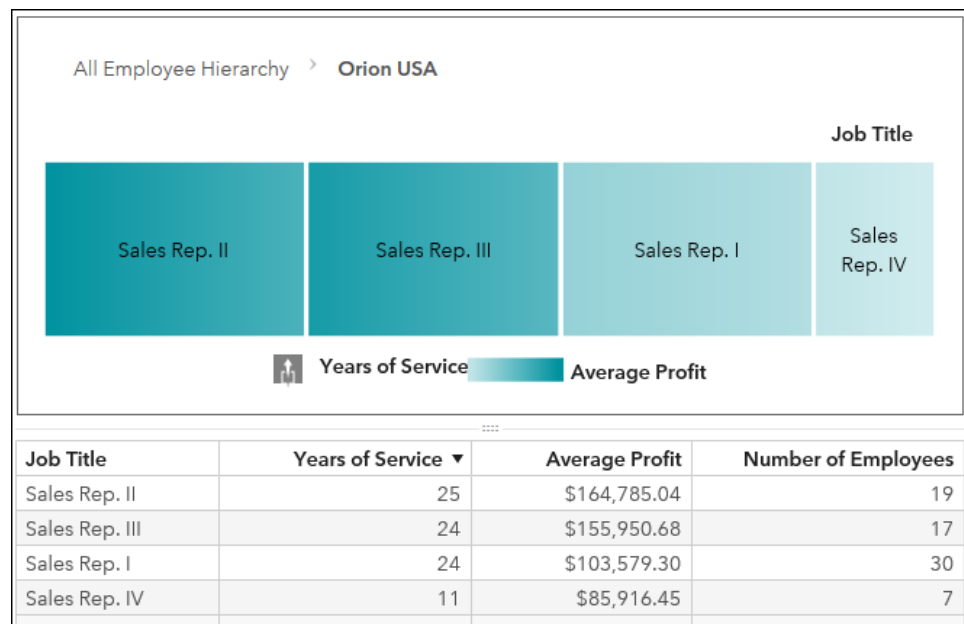 All Employee Hierarchy > Orion USA
Job Title
Sales Rep. II
Sales Rep. III
Sales Rep. I
Sales
Rep. IV
Years of Service
Average Profit
Job Title Years of Service ▼ Average Profit Number of Employees
Sales Rep. II 25 $164,785.04 19
Sales Rep. III 24 $155,950.68 17
Sales Rep. I 24 $103,579.30 30
Sales Rep. IV 11 $85,916.45 7